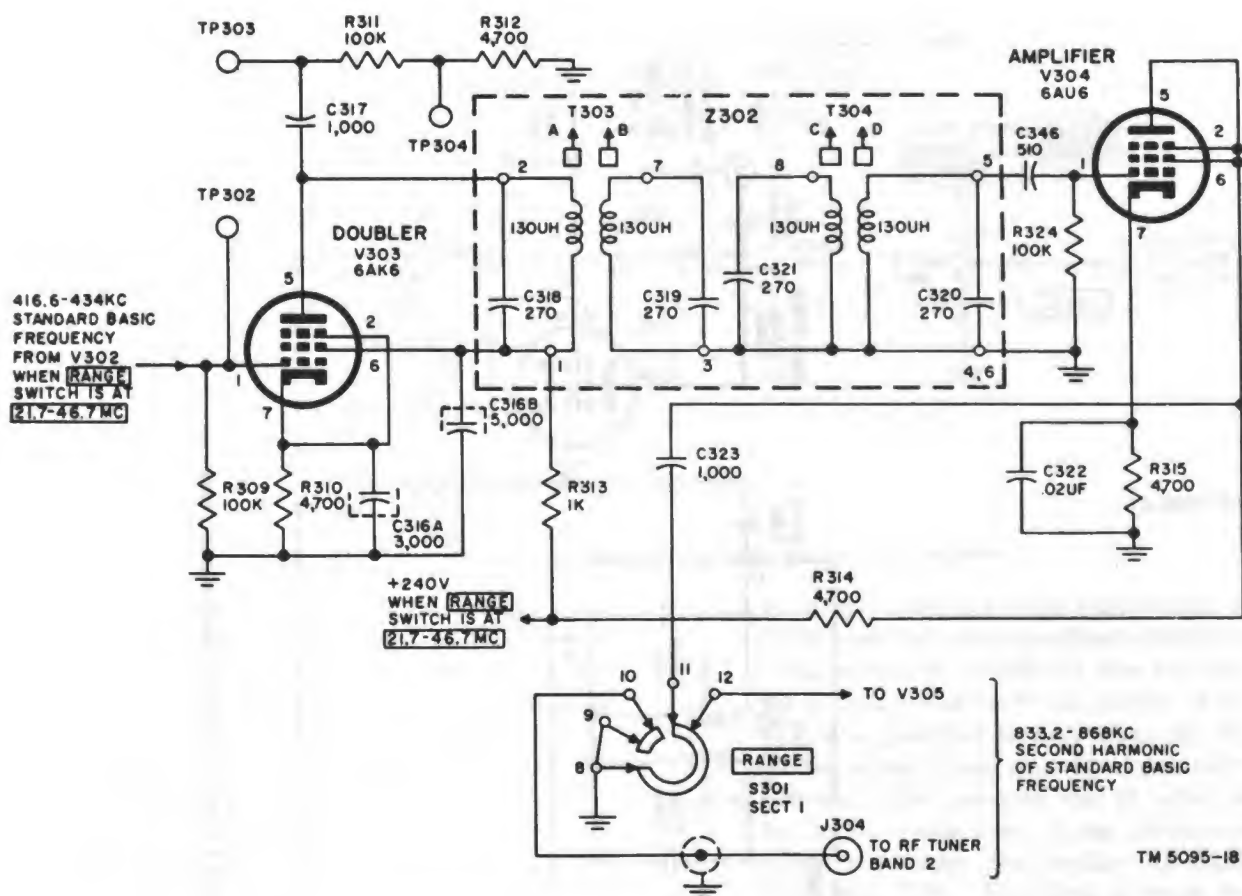 TP303
R311
100K
R312
4,700
C317
1,000
TP304
TP302
DOUBLER
V303
6AK6
5
2
6
1
7
416.6-434KC
STANDARD BASIC
FREQUENCY
FROM V302
WHEN RANGE
SWITCH IS AT
21.7-46.7 MC
R309
100K
R310
4,700
C316A
3,000
C316B
5,000
T303
Z302
T304
A
B
C
D
2
7
8
5
130UH
130UH
130UH
130UH
C318
270
C319
270
C321
270
C320
270
1
3
4,6
C346
510
AMPLIFIER
V304
6AU6
5
2
6
1
7
R324
100K
R313
1K
C323
1,000
C322
.02UF
R315
4,700
+240V
WHEN RANGE
SWITCH IS AT
21.7-46.7MC
R314
4,700
10
11
12
9
8
TO V305
RANGE
S301
SECT 1
833.2-868KC
SECOND HARMONIC
OF STANDARD BASIC
FREQUENCY
J304
TO RF TUNER
BAND 2
TM 5095-18